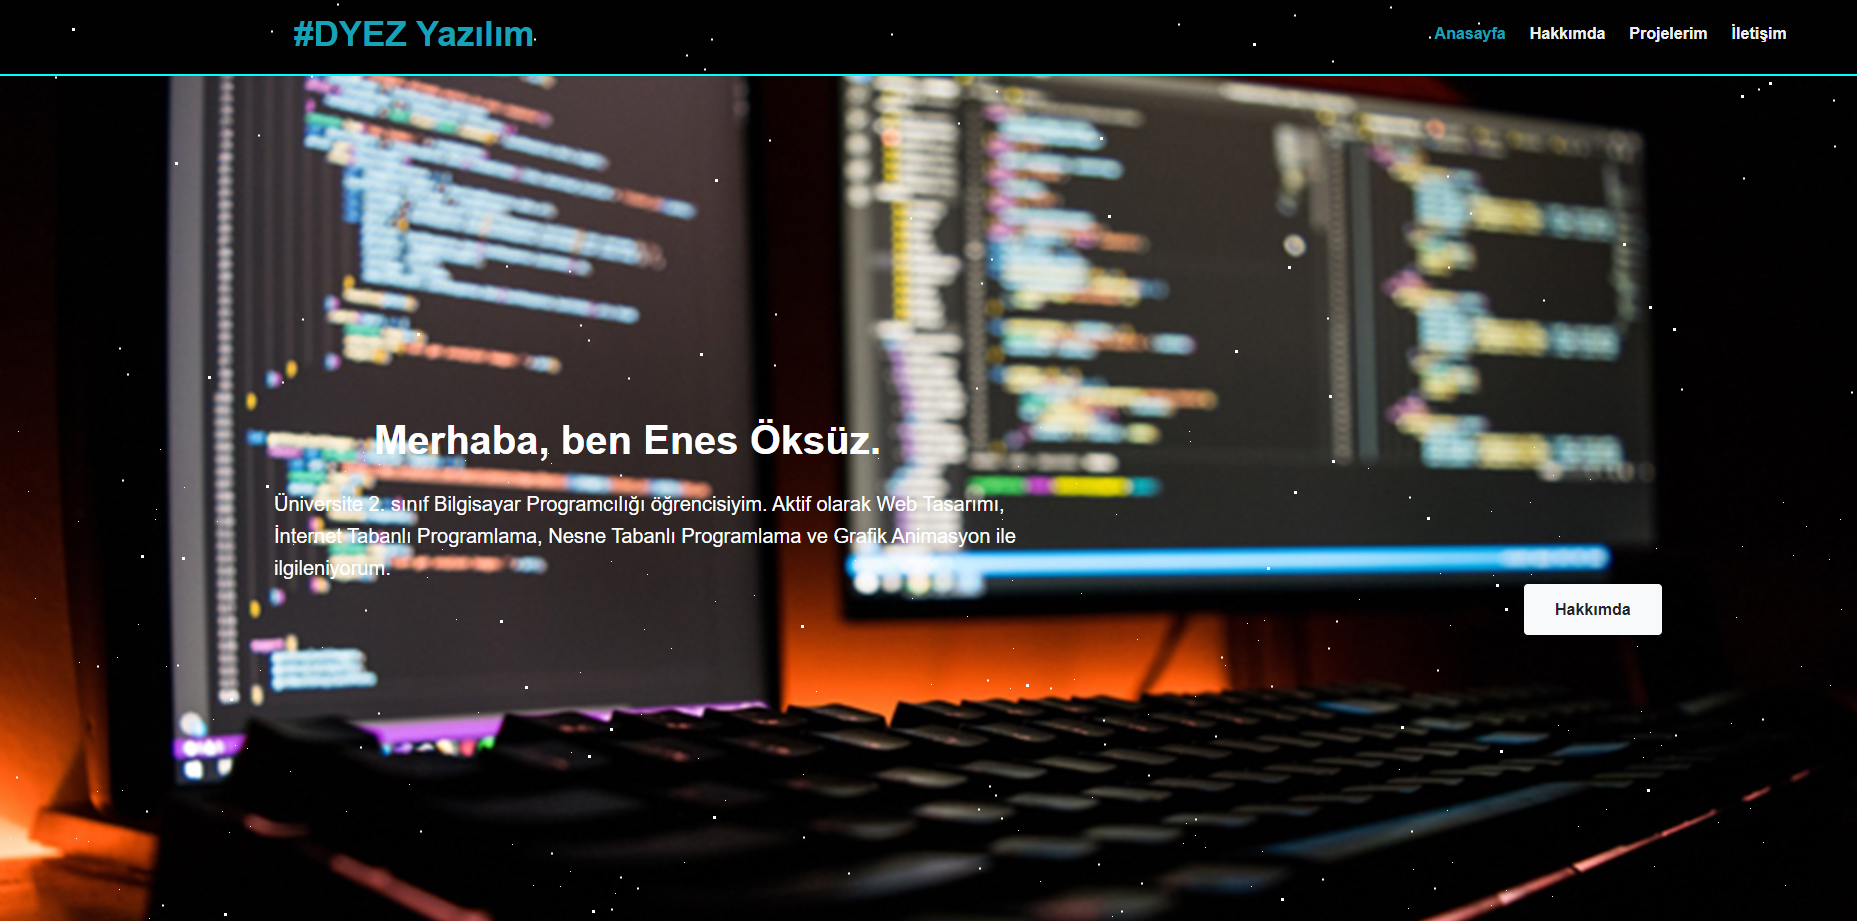 #DYEZ Yazılım
Anasayfa Hakkımda Projelerim İletişim
Merhaba, ben Enes Öksüz.
Üniversite 2. sınıf Bilgisayar Programcılığı öğrencisiyim. Aktif olarak Web Tasarımı,
İnternet Tabanlı Programlama, Nesne Tabanlı Programlama ve Grafik Animasyon ile
ilgileniyorum.
Hakkımda